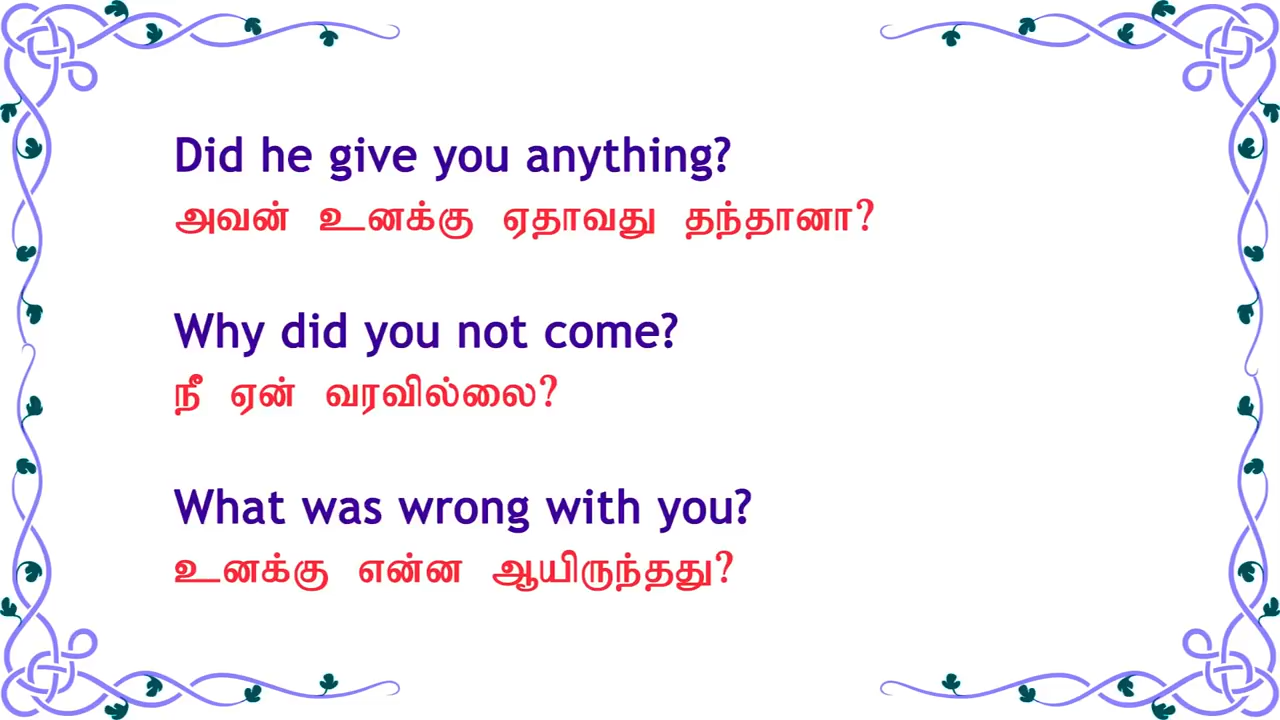 Did he give you anything?
அவன் உனக்கு ஏதாவது தந்தானா?
Why did you not come?
நீ ஏன் வரவில்லை?
What was wrong with you?
உனக்கு என்ன ஆயிருந்தது?